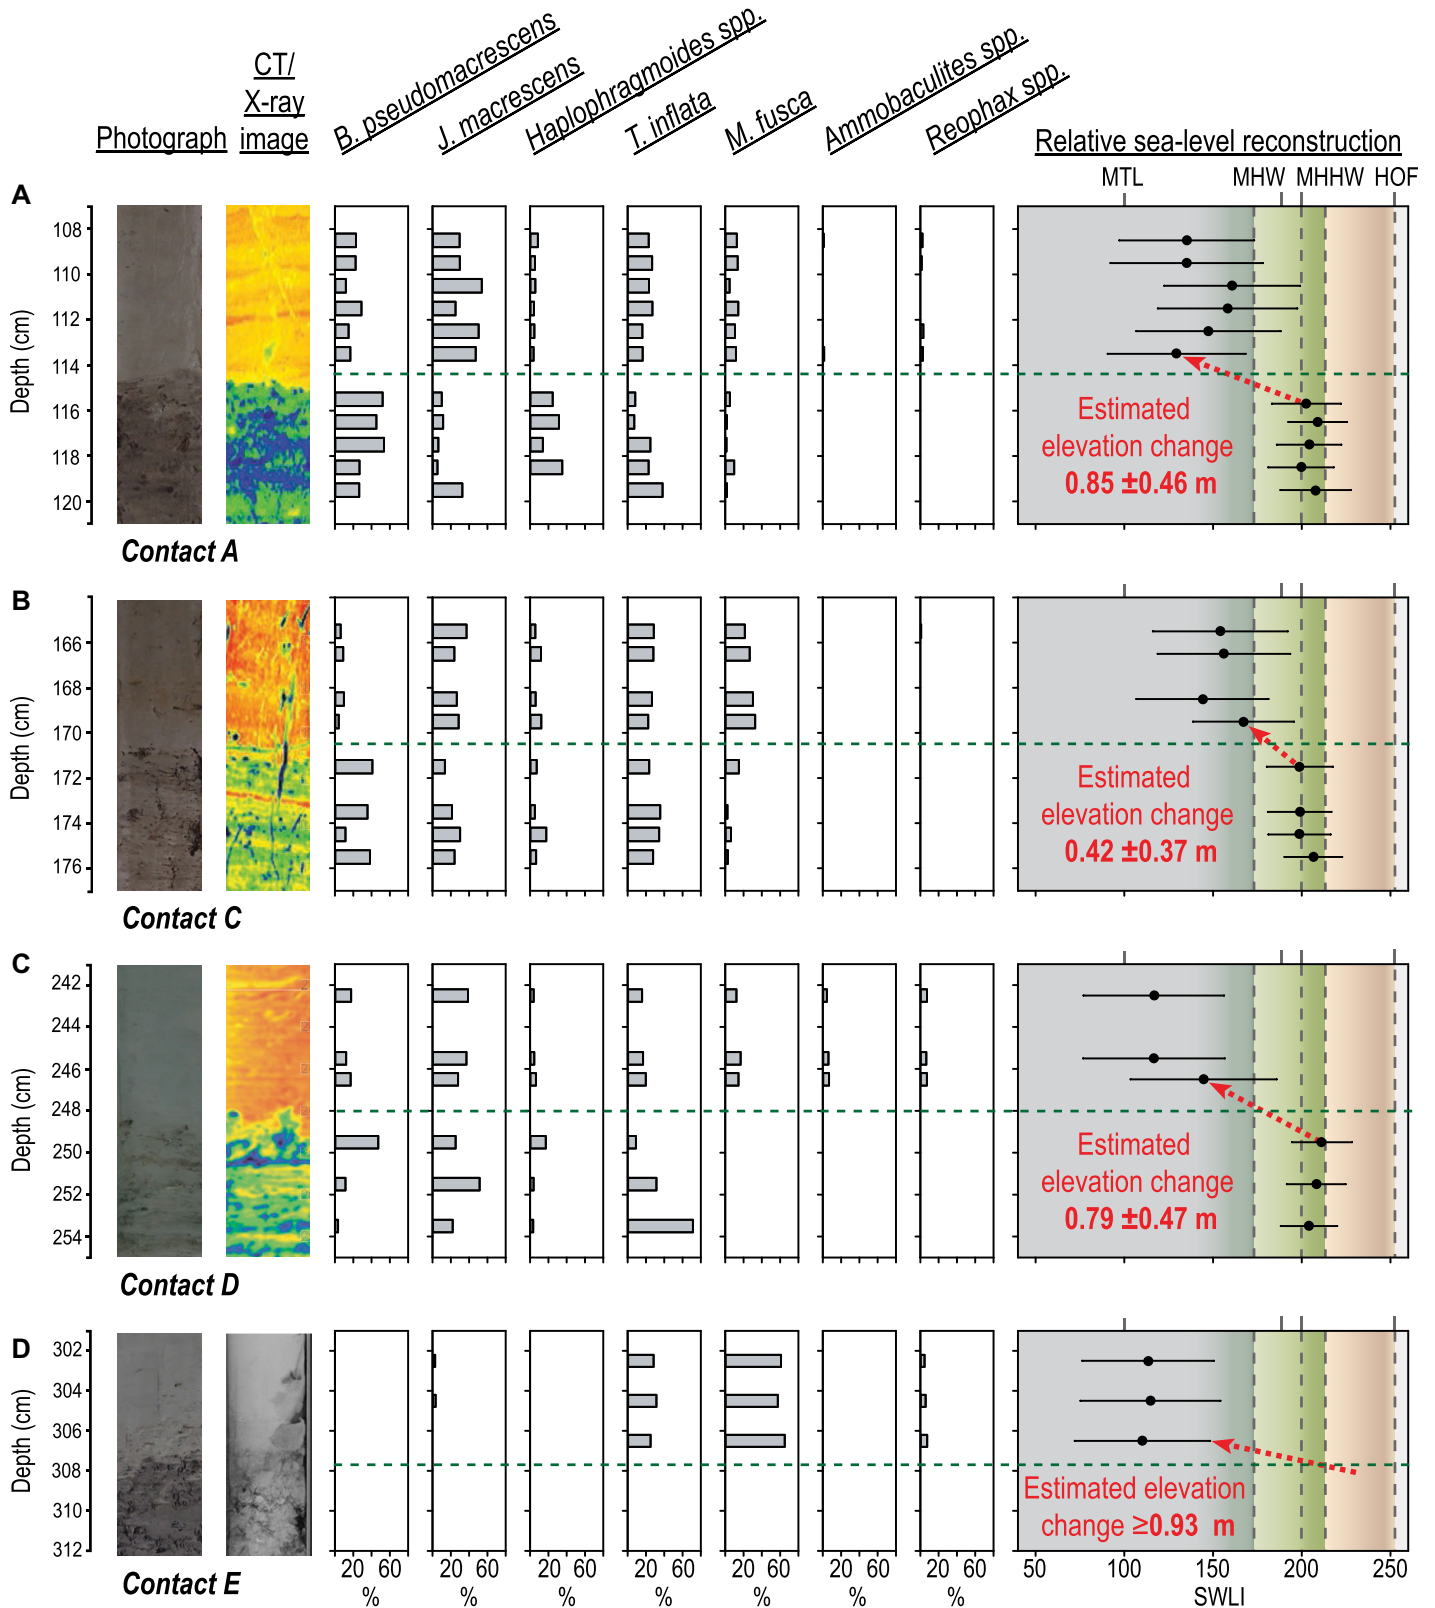 CT/
X-ray
image
Photograph
B. pseudomacrescens
J. macrescens
Haplophragmoides spp.
T. inflata
M. fusca
Ammobaculites spp.
Reophax spp.
Relative sea-level reconstruction
MTL
MHW
MHHW
HOF
A
Depth (cm)
108
110
112
114
116
118
120
Estimated
elevation change
0.85 ±0.46 m
Contact A
B
Depth (cm)
166
168
170
172
174
176
Estimated
elevation change
0.42 ±0.37 m
50 100 150 200 250
Contact C
C
Depth (cm)
242
244
246
248
250
252
254
Estimated
elevation change
0.79 ±0.47 m
Contact D
D
Depth (cm)
302
304
306
308
310
312
Estimated elevation
change ≥0.93 m
Contact E
20 60 20 60 20 60 20 60 20 60 20 60 20 60
% % % % % % %
50 100 150 200 250
SWLI